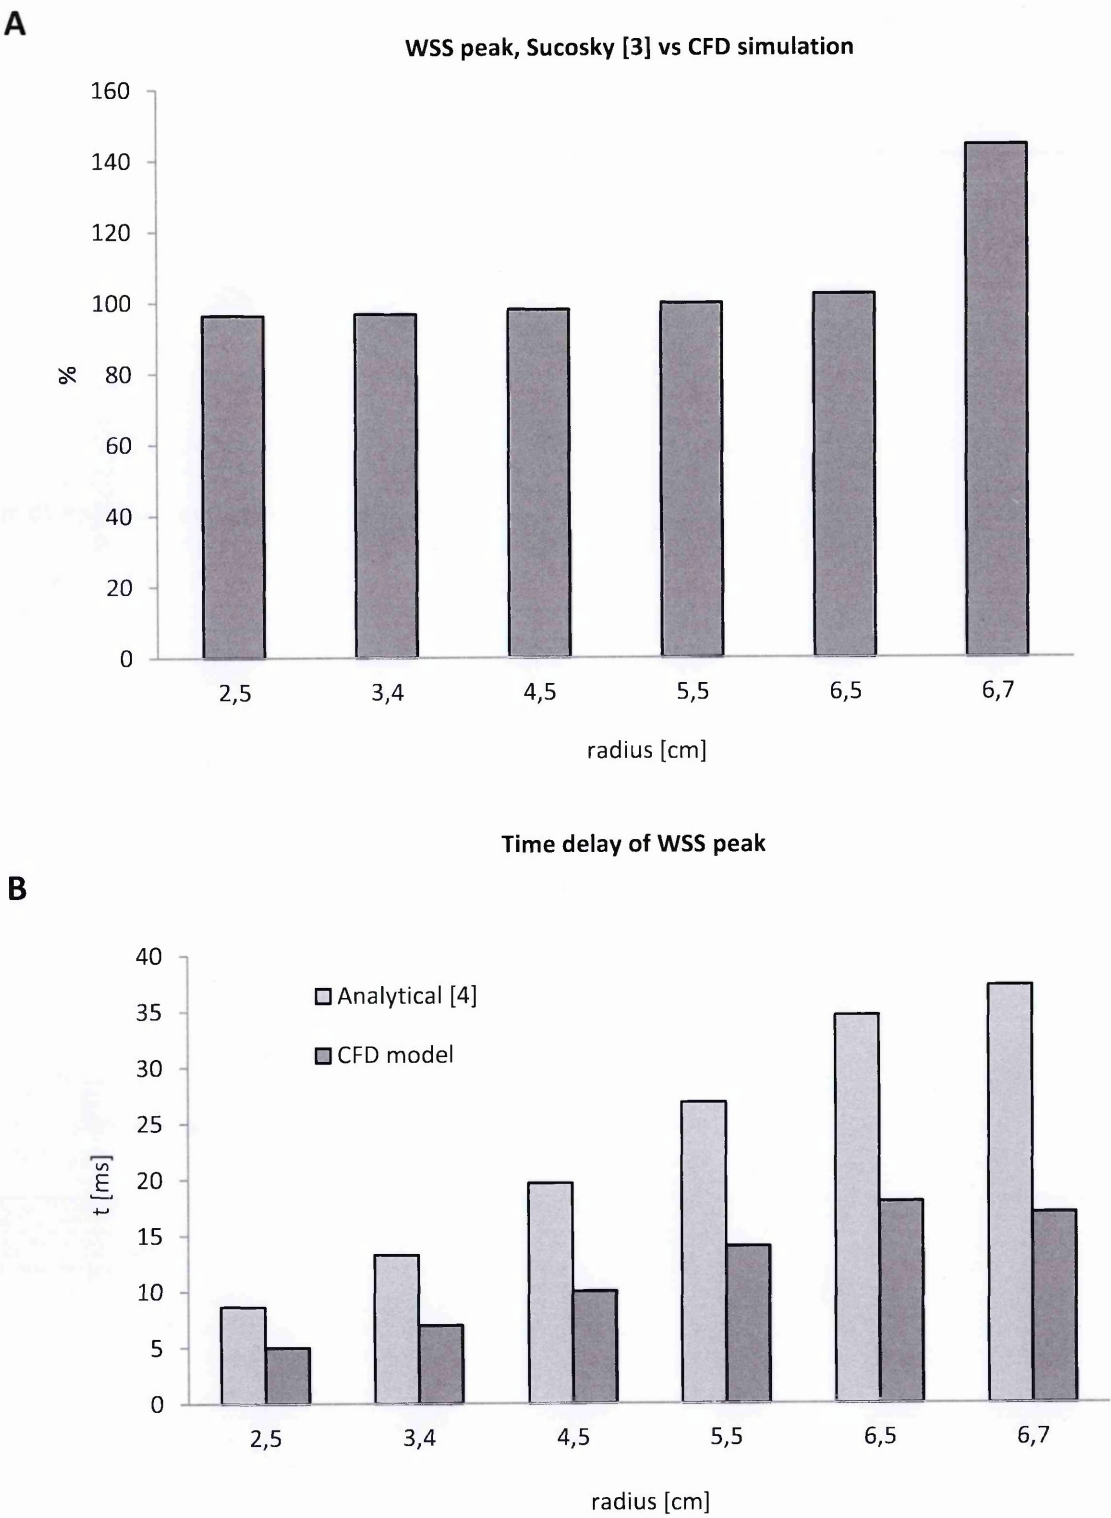 A
WSS peak, Sucosky [3] vs CFD simulation
160
140
120
100
80
60
40
20
0
%
2,5 3,4 4,5 5,5 6,5 6,7
radius [cm]
Time delay of WSS peak
B
40
35
30
25
20
15
10
5
0
t [ms]
Analytical [4]
CFD model
2,5 3,4 4,5 5,5 6,5 6,7
radius [cm]